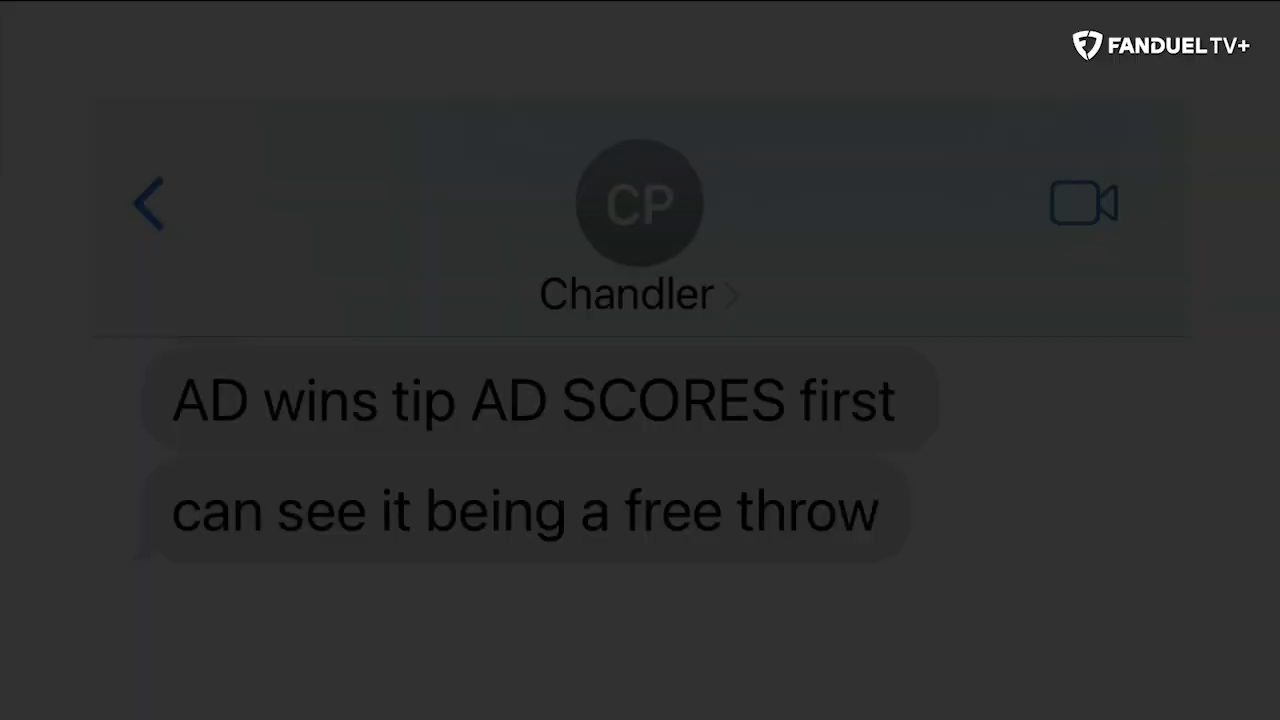 FANDUEL TV+
CP
Chandler
AD wins tip AD SCORES first
can see it being a free throw